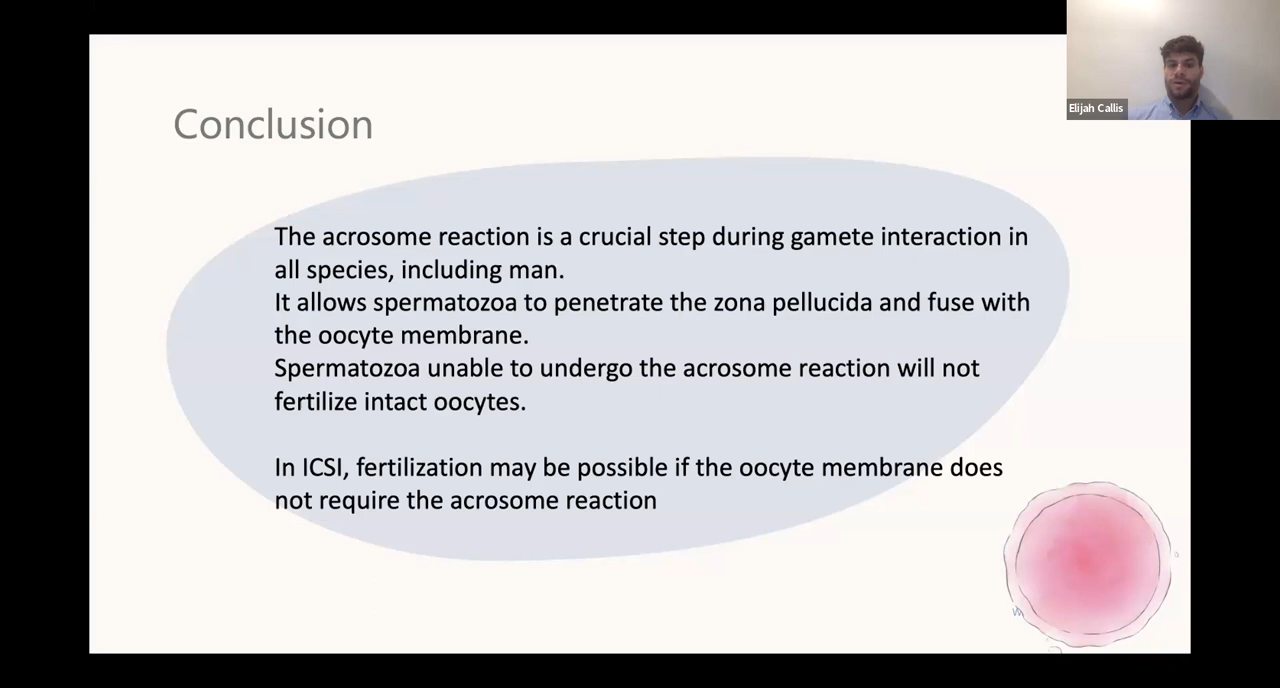 Elijah Callis
Conclusion
The acrosome reaction is a crucial step during gamete interaction in
all species, including man.
It allows spermatozoa to penetrate the zona pellucida and fuse with
the oocyte membrane.
Spermatozoa unable to undergo the acrosome reaction will not
fertilize intact oocytes.
In ICSI, fertilization may be possible if the oocyte membrane does
not require the acrosome reaction